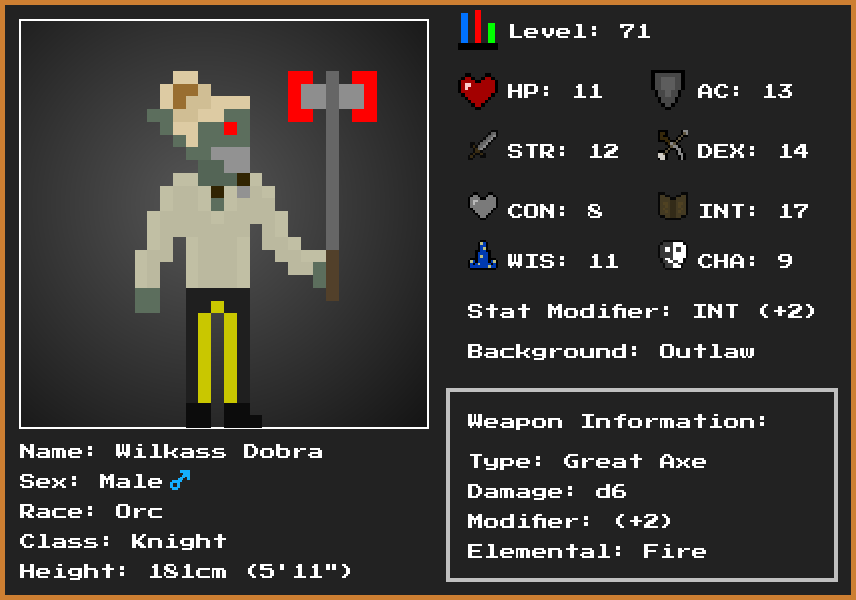 Level: 71
HP: 11 AC: 13
STR: 12 DEX: 14
CON: 8 INT: 17
WIS: 11 CHA: 9
Stat Modifier: INT (+2)
Background: Outlaw
Weapon Information:
Type: Great Axe
Damage: d6
Modifier: (+2)
Elemental: Fire
Name: Wilkass Dobra
Sex: Male ♂
Race: Orc
Class: Knight
Height: 181cm (5'11")